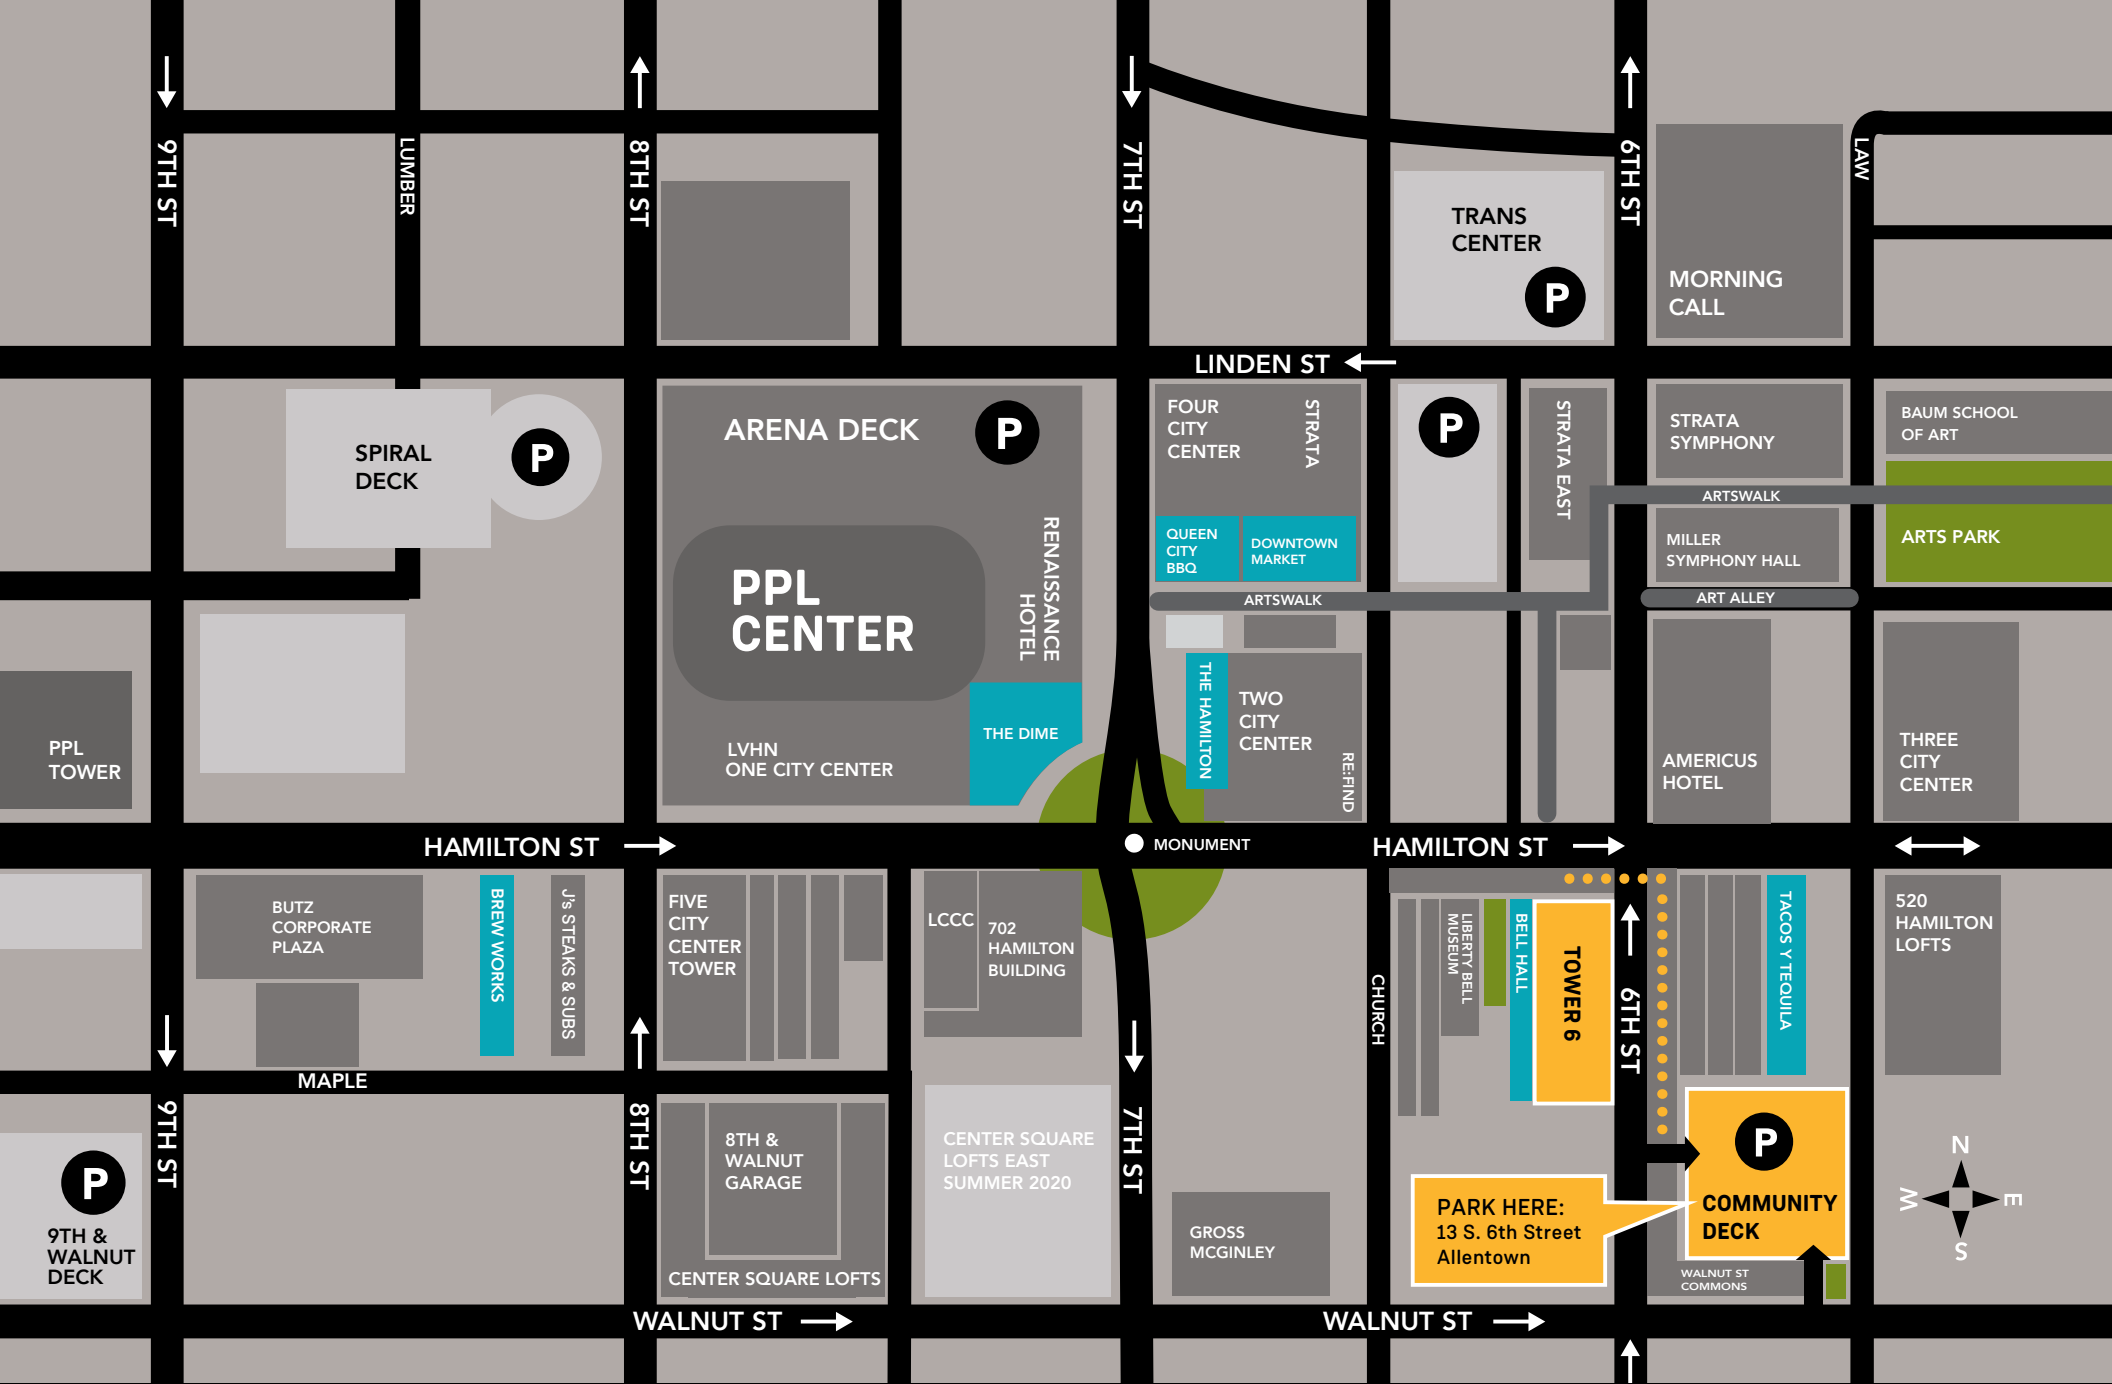 9TH ST
LUMBER
8TH ST
7TH ST
6TH ST
LAW
TRANS
CENTER
P
MORNING
CALL
LINDEN ST
SPIRAL
DECK
P
ARENA DECK
P
RENAISSANCE
HOTEL
PPL
CENTER
THE DIME
LVHN
ONE CITY CENTER
FOUR
CITY
CENTER
STRATA
QUEEN
CITY
BBQ
DOWNTOWN
MARKET
P
STRATA EAST
STRATA
SYMPHONY
BAUM SCHOOL
OF ART
ARTSWALK
MILLER
SYMPHONY HALL
ARTS PARK
ARTSWALK
ART ALLEY
THE HAMILTON
TWO
CITY
CENTER
RE:FIND
AMERICUS
HOTEL
THREE
CITY
CENTER
PPL
TOWER
HAMILTON ST
MONUMENT
HAMILTON ST
BUTZ
CORPORATE
PLAZA
BREW WORKS
J's STEAKS & SUBS
FIVE
CITY
CENTER
TOWER
LCCC
702
HAMILTON
BUILDING
CHURCH
LIBERTY BELL
MUSEUM
BELL HALL
TOWER 6
6TH ST
TACOS Y TEQUILA
520
HAMILTON
LOFTS
MAPLE
9TH ST
8TH ST
7TH ST
P
9TH &
WALNUT
DECK
8TH &
WALNUT
GARAGE
CENTER SQUARE LOFTS
CENTER SQUARE
LOFTS EAST
SUMMER 2020
GROSS
MCGINLEY
PARK HERE:
13 S. 6th Street
Allentown
P
COMMUNITY
DECK
WALNUT ST
COMMONS
N
W
E
S
WALNUT ST
WALNUT ST